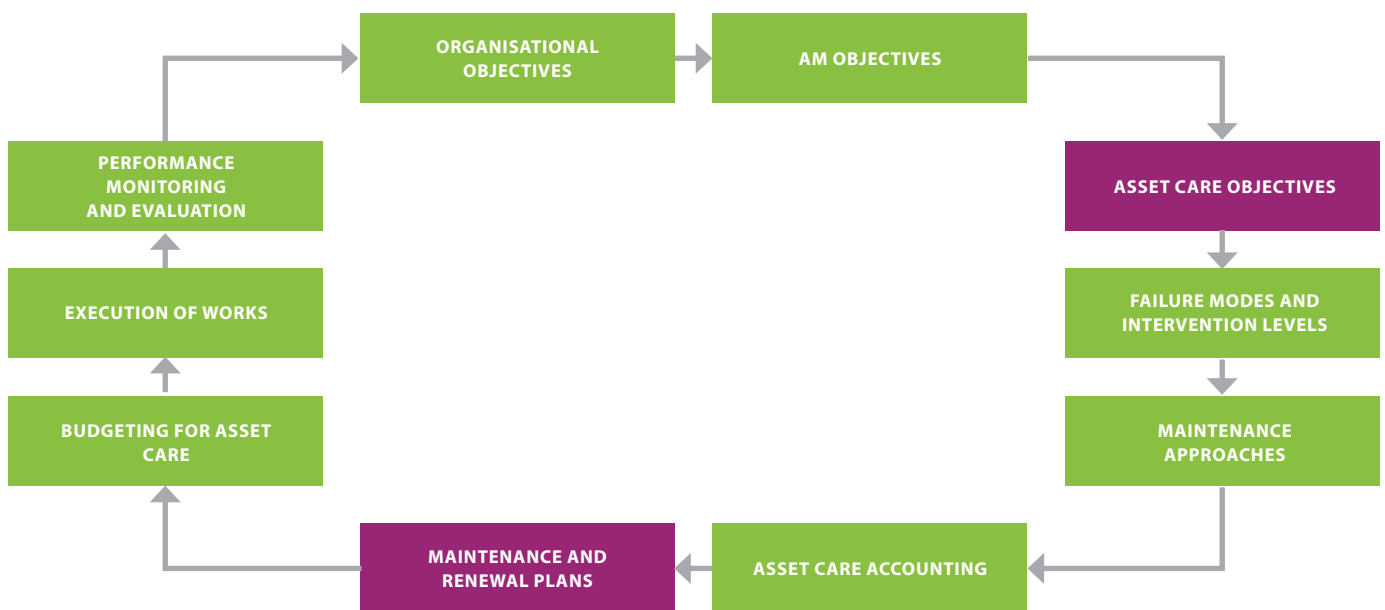 ORGANISATIONAL
OBJECTIVES
AM OBJECTIVES
ASSET CARE OBJECTIVES
FAILURE MODES AND
INTERVENTION LEVELS
MAINTENANCE
APPROACHES
ASSET CARE ACCOUNTING
MAINTENANCE AND
RENEWAL PLANS
BUDGETING FOR ASSET
CARE
EXECUTION OF WORKS
PERFORMANCE
MONITORING
AND EVALUATION